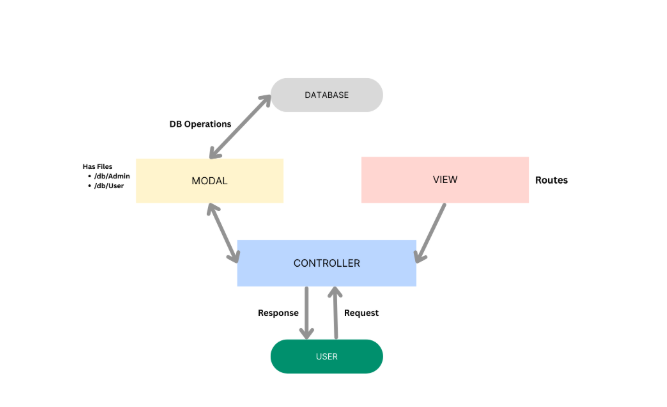 DATABASE
DB Operations
Has Files
• /db/Admin
• /db/User
MODAL
VIEW
Routes
CONTROLLER
Response
Request
USER